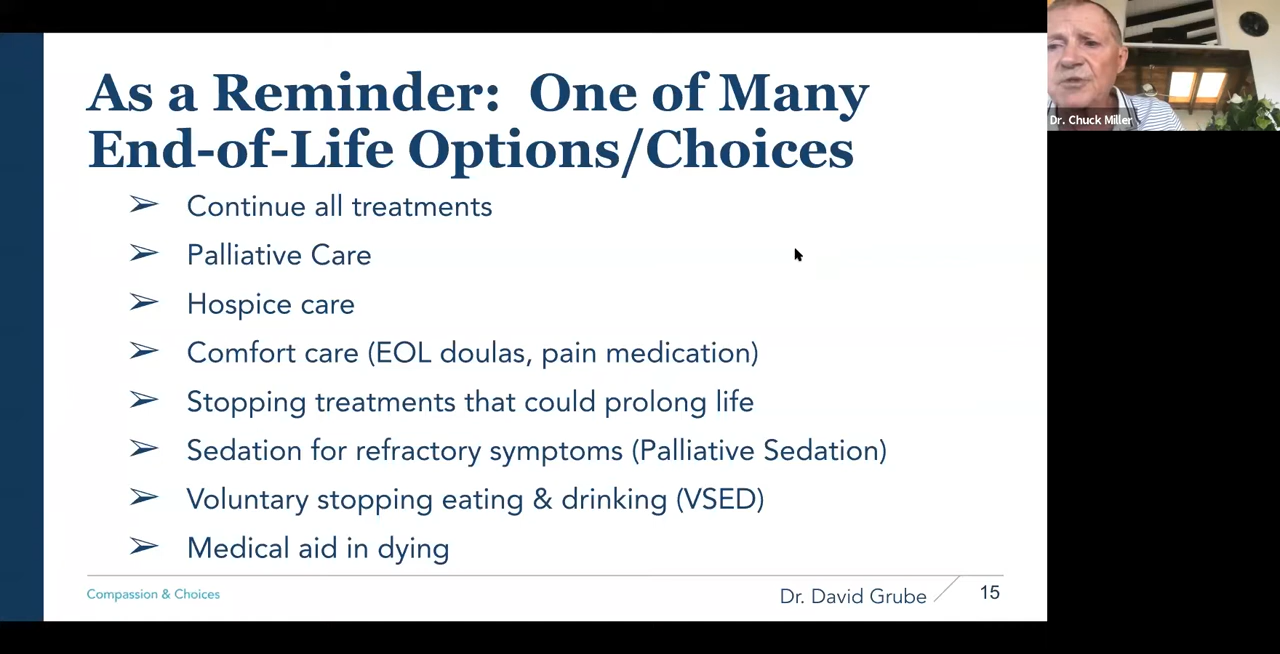 As a Reminder: One of Many
End-of-Life Options/Choices
➢ Continue all treatments
➢ Palliative Care
➢ Hospice care
➢ Comfort care (EOL doulas, pain medication)
➢ Stopping treatments that could prolong life
➢ Sedation for refractory symptoms (Palliative Sedation)
➢ Voluntary stopping eating & drinking (VSED)
➢ Medical aid in dying
Compassion & Choices
Dr. David Grube
15
Dr. Chuck Miller